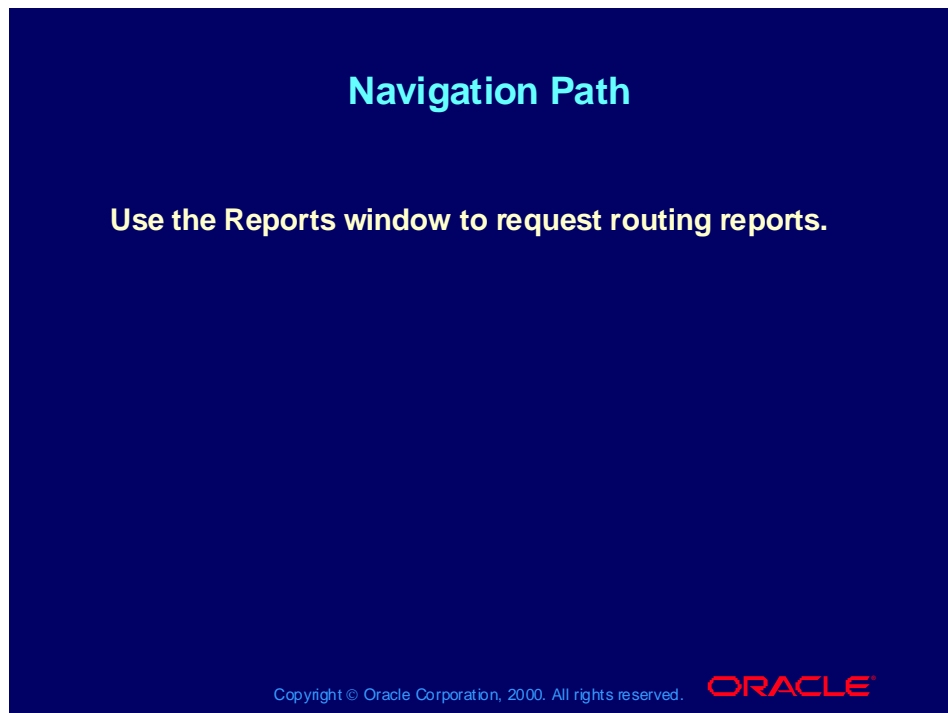 Navigation Path
Use the Reports window to request routing reports.
Copyright © Oracle Corporation, 2000. All rights reserved.
ORACLE®